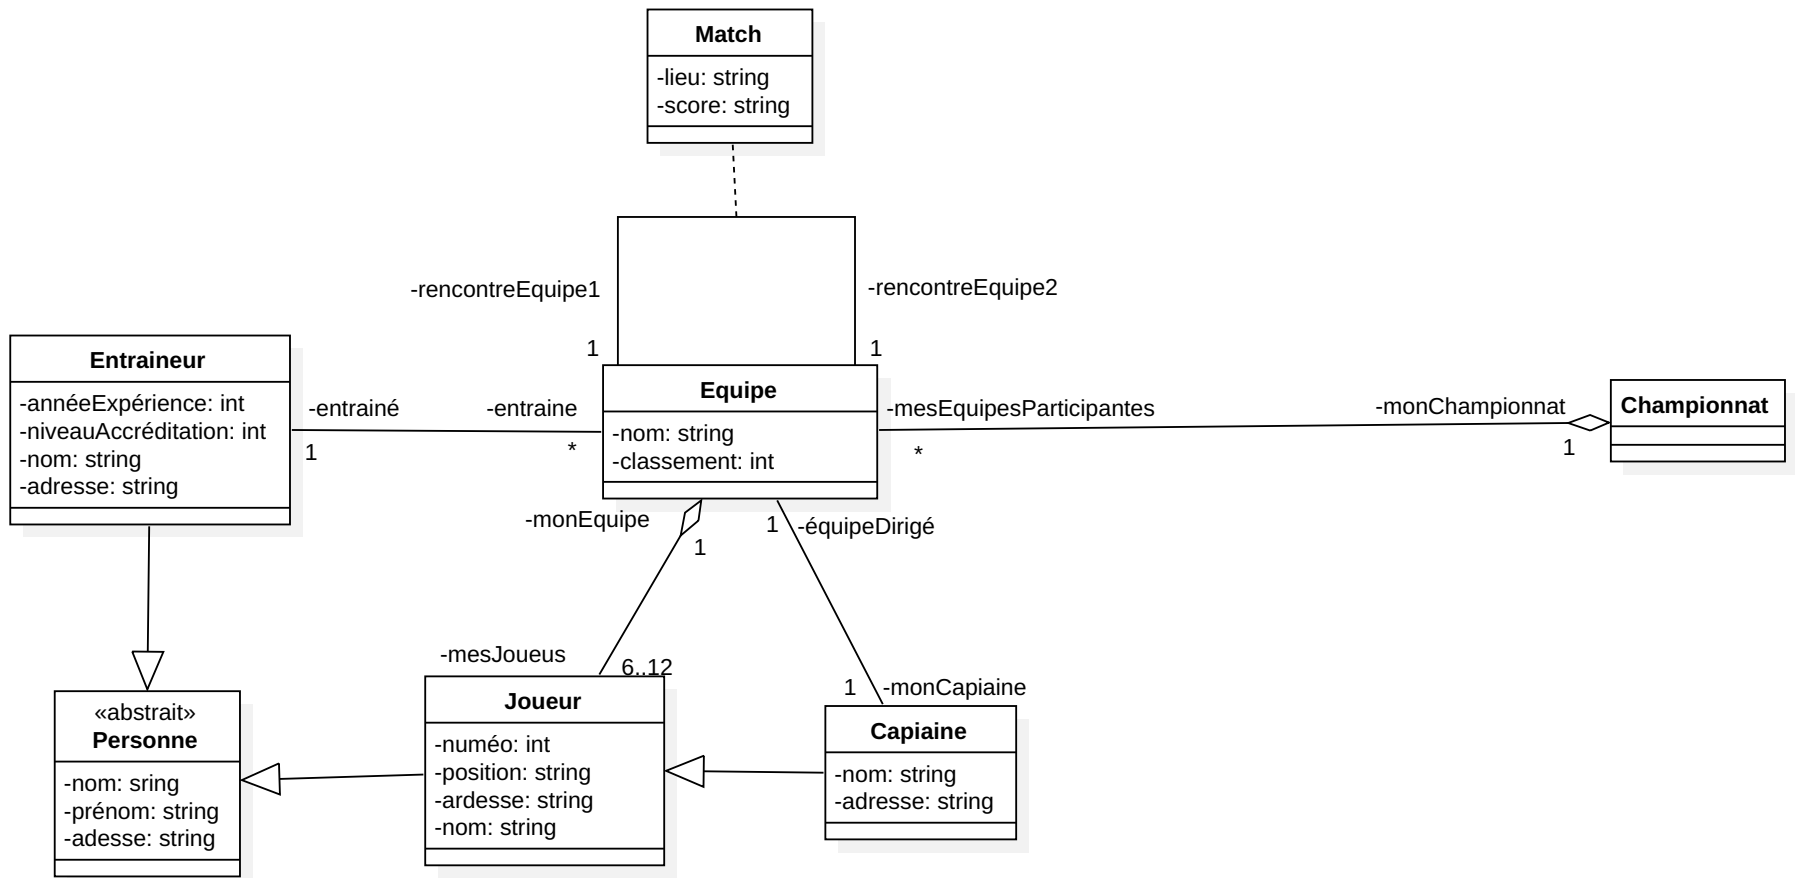 Match
-lieu: string
-score: string
-rencontreEquipe1
-rencontreEquipe2
1
1
Entraineur
-annéeExpérience: int
-niveauAccréditation: int
-nom: string
-adresse: string
-entrainé
-entraine
1
*
Equipe
-nom: string
-classement: int
-mesEquipesParticipantes
-monChampionnat
*
1
Championnat
-monEquipe
1
1
-équipeDirigé
-mesJoueus
6..12
1
-monCapiaine
«abstrait»
Personne
-nom: sring
-prénom: string
-adesse: string
Joueur
-numéo: int
-position: string
-ardesse: string
-nom: string
Capiaine
-nom: string
-adresse: string